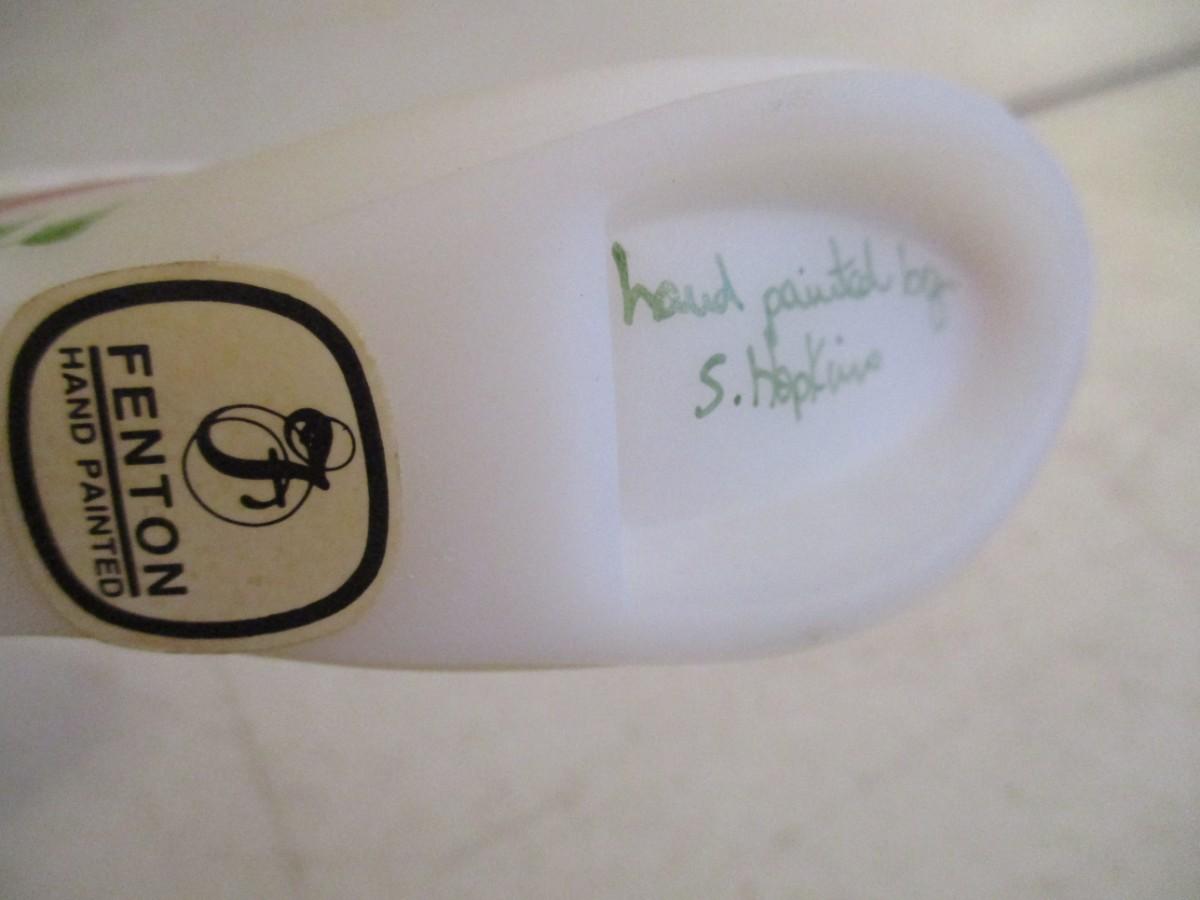 FENTON
HAND PAINTED
hand painted by
S. Hopkins